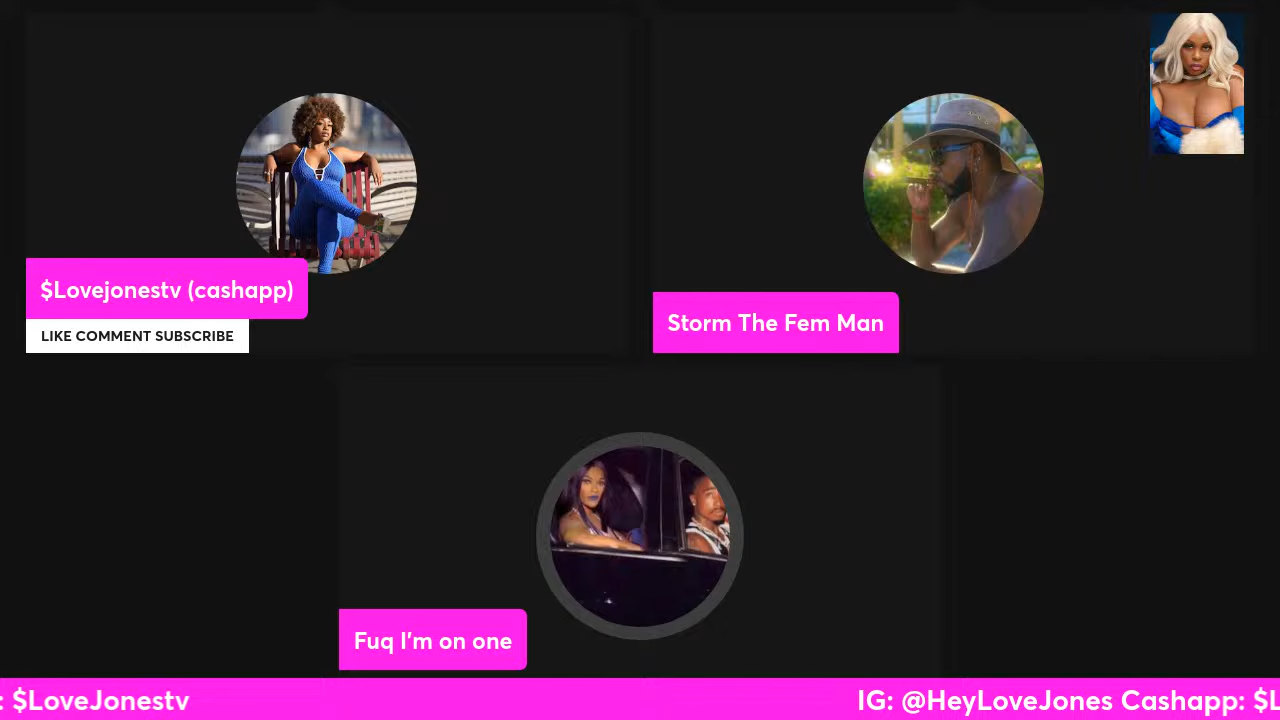 $Lovejonestv (cashapp)
LIKE COMMENT SUBSCRIBE
Storm The Fem Man
Fuq I'm on one
: $LoveJonestv
IG: @HeyLoveJones Cashapp: $L